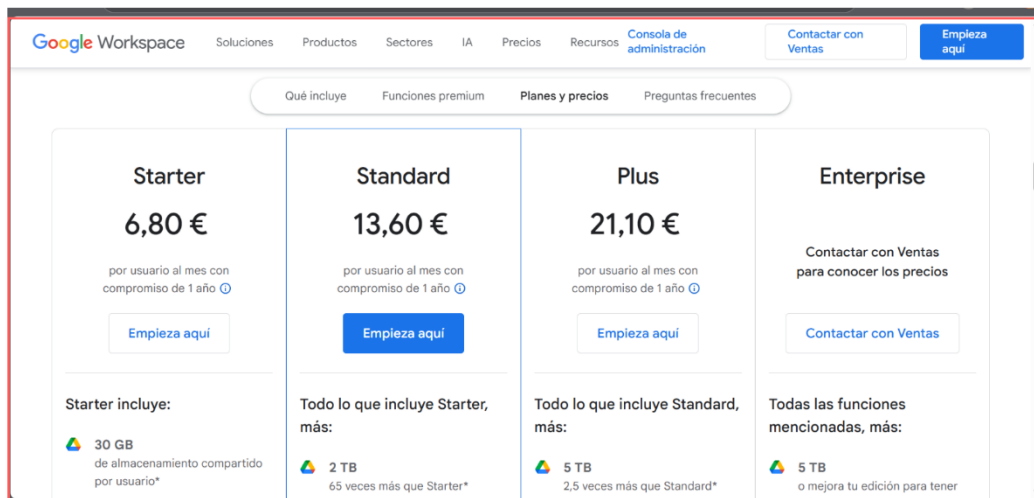 Google Workspace
Soluciones
Productos
Sectores
IA
Precios
Recursos
Consola de
administración
Contactar con
Ventas
Empieza
aquí
Qué incluye
Funciones premium
Planes y precios
Preguntas frecuentes
Starter
6,80 €
por usuario al mes con
compromiso de 1 año
Empieza aquí
Starter incluye:
30 GB
de almacenamiento compartido
por usuario*
Standard
13,60 €
por usuario al mes con
compromiso de 1 año
Empieza aquí
Todo lo que incluye Starter,
más:
2 TB
65 veces más que Starter*
Plus
21,10 €
por usuario al mes con
compromiso de 1 año
Empieza aquí
Todo lo que incluye Standard,
más:
5 TB
2,5 veces más que Standard*
Enterprise
Contactar con Ventas
para conocer los precios
Contactar con Ventas
Todas las funciones
mencionadas, más:
5 TB
o mejora tu edición para tener